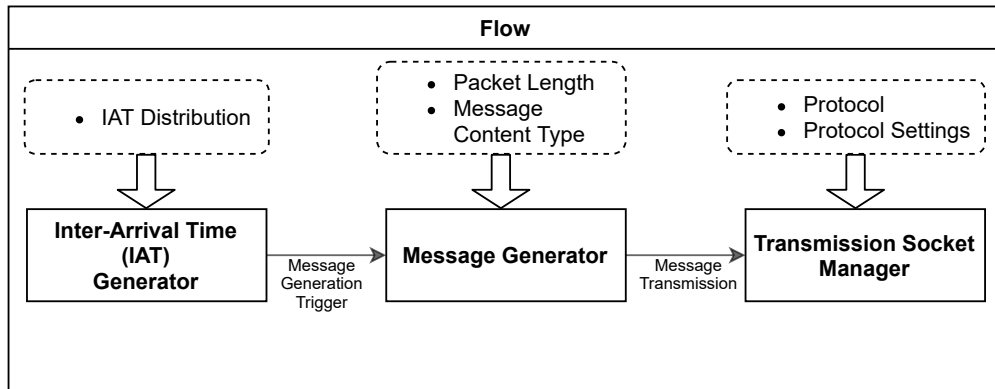 Flow
• IAT Distribution
• Packet Length
• Message
Content Type
• Protocol
• Protocol Settings
Inter-Arrival Time
(IAT)
Generator
Message
Generation
Trigger
Message Generator
Message
Transmission
Transmission Socket
Manager